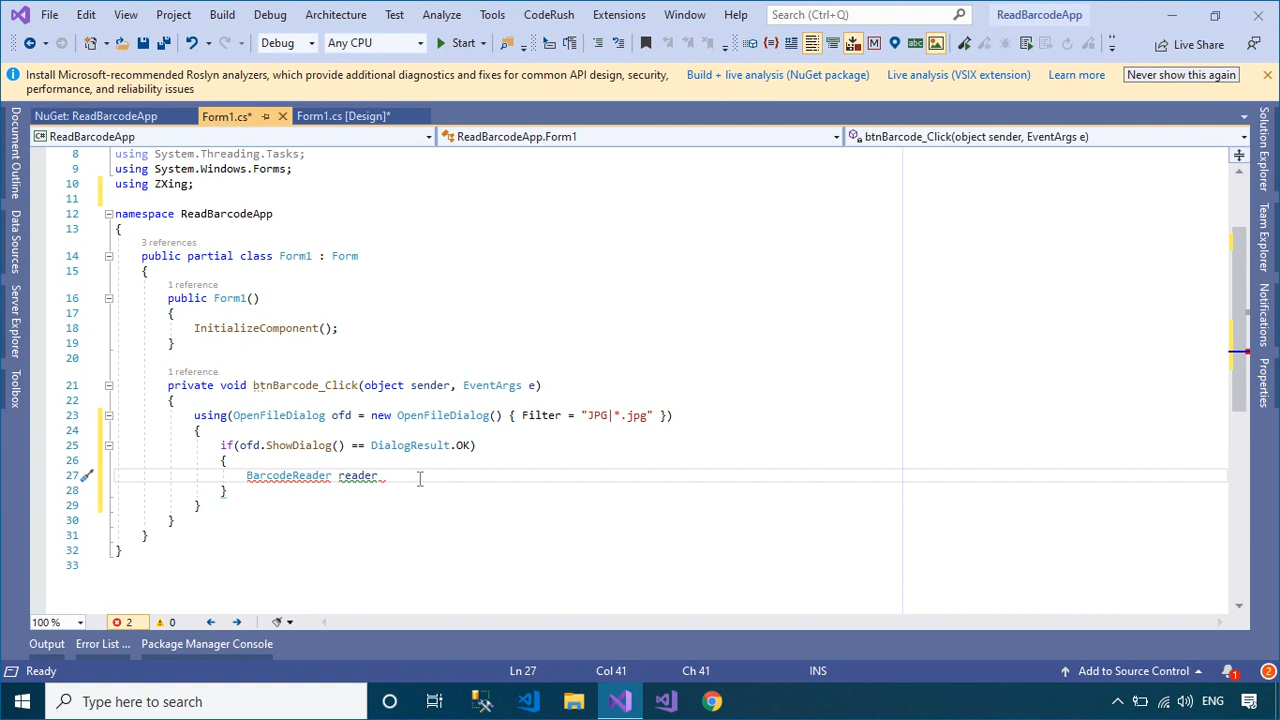 File Edit View Project Build Debug Architecture Test Analyze Tools CodeRush Extensions Window Help Search (Ctrl+Q) ReadBarcodeApp
Debug Any CPU Start Live Share
Install Microsoft-recommended Roslyn analyzers, which provide additional diagnostics and fixes for common API design, security, Build + live analysis (NuGet package) Live analysis (VSIX extension) Learn more Never show this again
performance, and reliability issues
NuGet: ReadBarcodeApp Form1.cs* Form1.cs [Design]*
ReadBarcodeApp ReadBarcodeApp.Form1 btnBarcode_Click(object sender, EventArgs e)
Document Outline
Data Sources
Server Explorer
Toolbox
8 using System.Threading.Tasks;
9 using System.Windows.Forms;
10 using ZXing;
11
12 namespace ReadBarcodeApp
13 {
3 references
14 public partial class Form1 : Form
15 {
1 reference
16 public Form1()
17 {
18 InitializeComponent();
19 }
20
1 reference
21 private void btnBarcode_Click(object sender, EventArgs e)
22 {
23 using(OpenFileDialog ofd = new OpenFileDialog() { Filter = "JPG|*.jpg" })
24 {
25 if(ofd.ShowDialog() == DialogResult.OK)
26 {
27 BarcodeReader reader
28 }
29 }
30 }
31 }
32 }
33
Solution Explorer
Team Explorer
Notifications
Properties
100 % 2 0
Output Error List ... Package Manager Console
Ready Ln 27 Col 41 Ch 41 INS Add to Source Control 1 2
Type here to search ENG